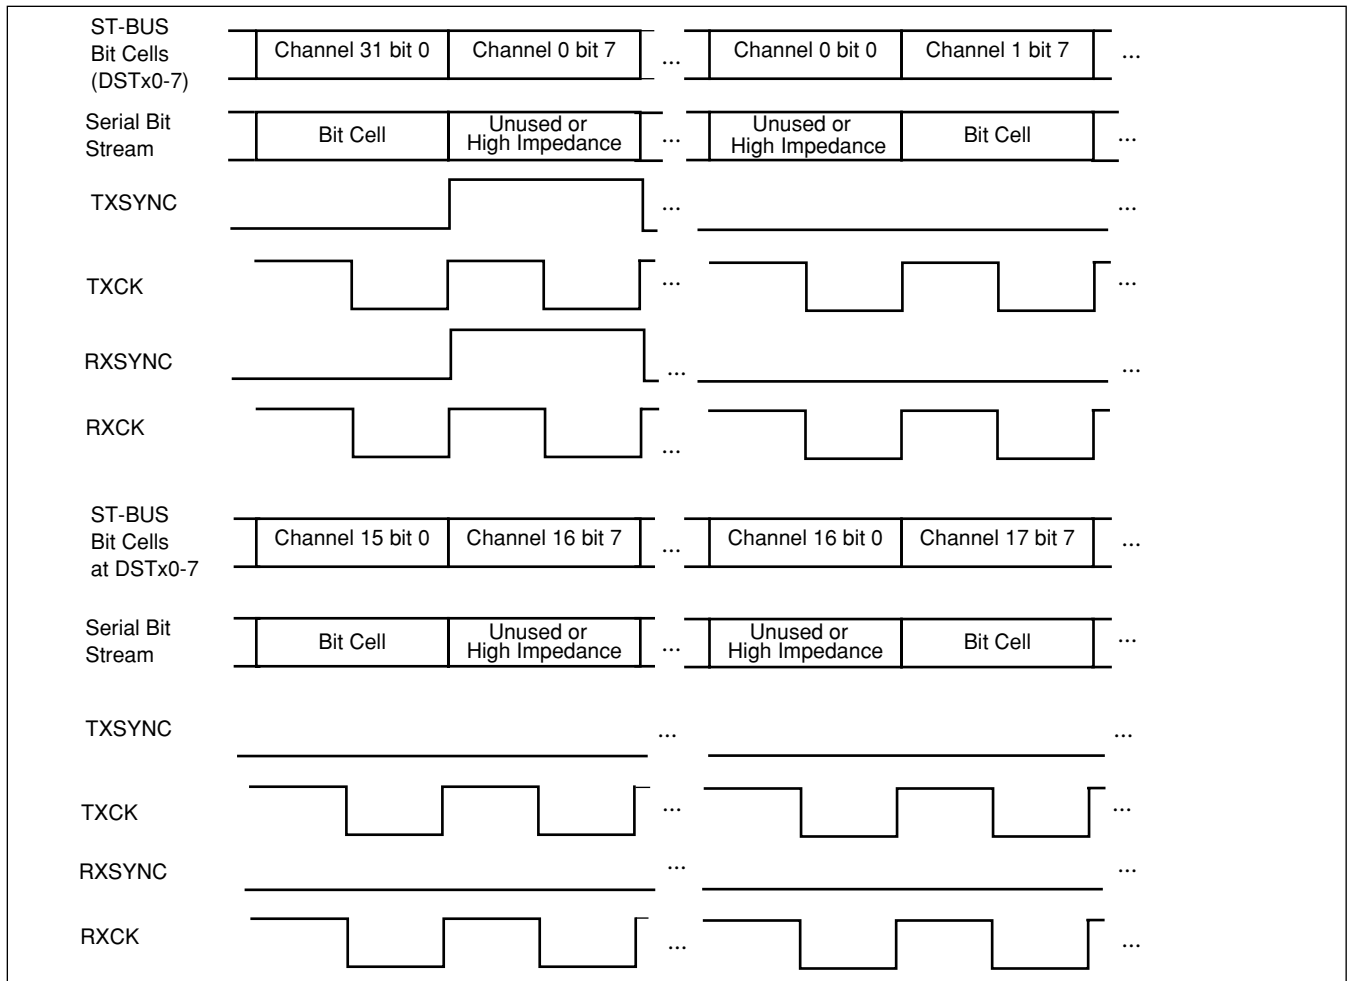 ST-BUS
Bit Cells
(DSTx0-7)
Channel 31 bit 0
Channel 0 bit 7
...
Channel 0 bit 0
Channel 1 bit 7
...
Serial Bit
Stream
Bit Cell
Unused or
High Impedance
...
Unused or
High Impedance
Bit Cell
...
TXSYNC
...
...
TXCK
...
...
RXSYNC
...
...
RXCK
...
...
ST-BUS
Bit Cells
at DSTx0-7
Channel 15 bit 0
Channel 16 bit 7
...
Channel 16 bit 0
Channel 17 bit 7
...
Serial Bit
Stream
Bit Cell
Unused or
High Impedance
...
Unused or
High Impedance
Bit Cell
...
TXSYNC
...
...
TXCK
...
...
RXSYNC
...
...
RXCK
...
...